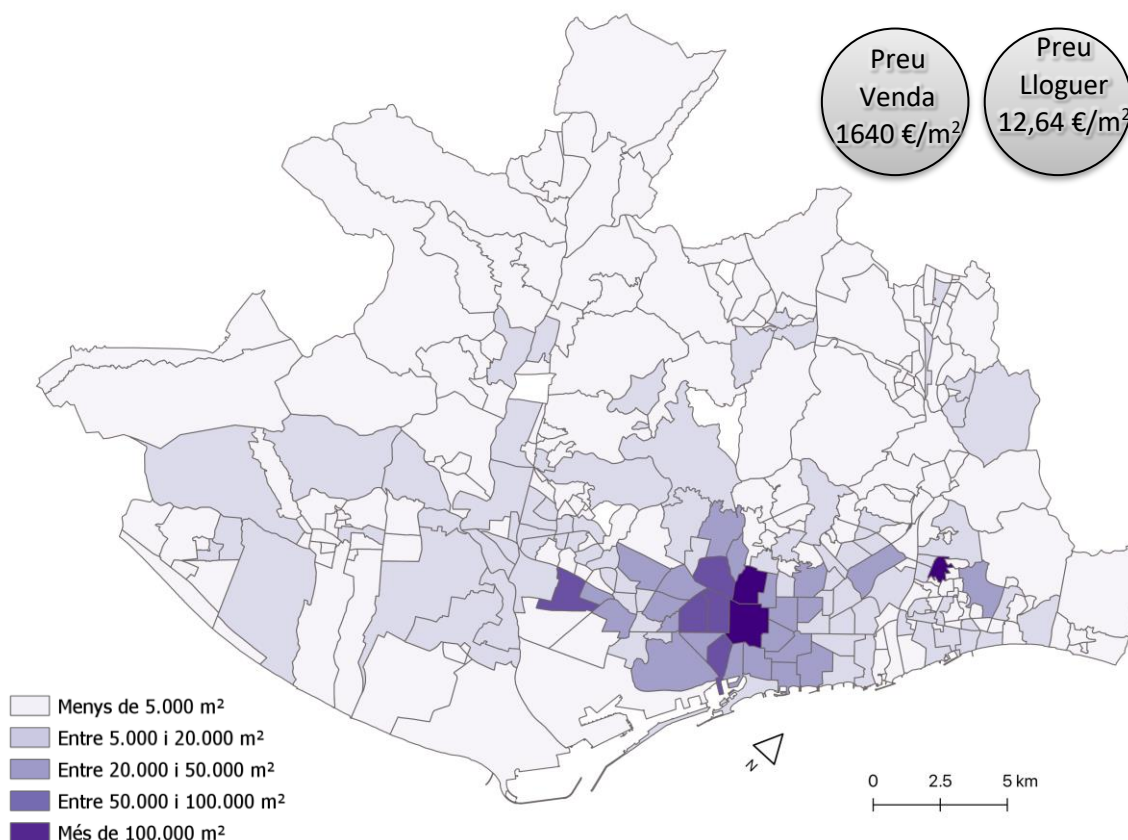 Preu
Venda
1640 €/m²
Preu
Lloguer
12,64 €/m²
Menys de 5.000 m²
Entre 5.000 i 20.000 m²
Entre 20.000 i 50.000 m²
Entre 50.000 i 100.000 m²
Més de 100.000 m²
N
0 2.5 5 km